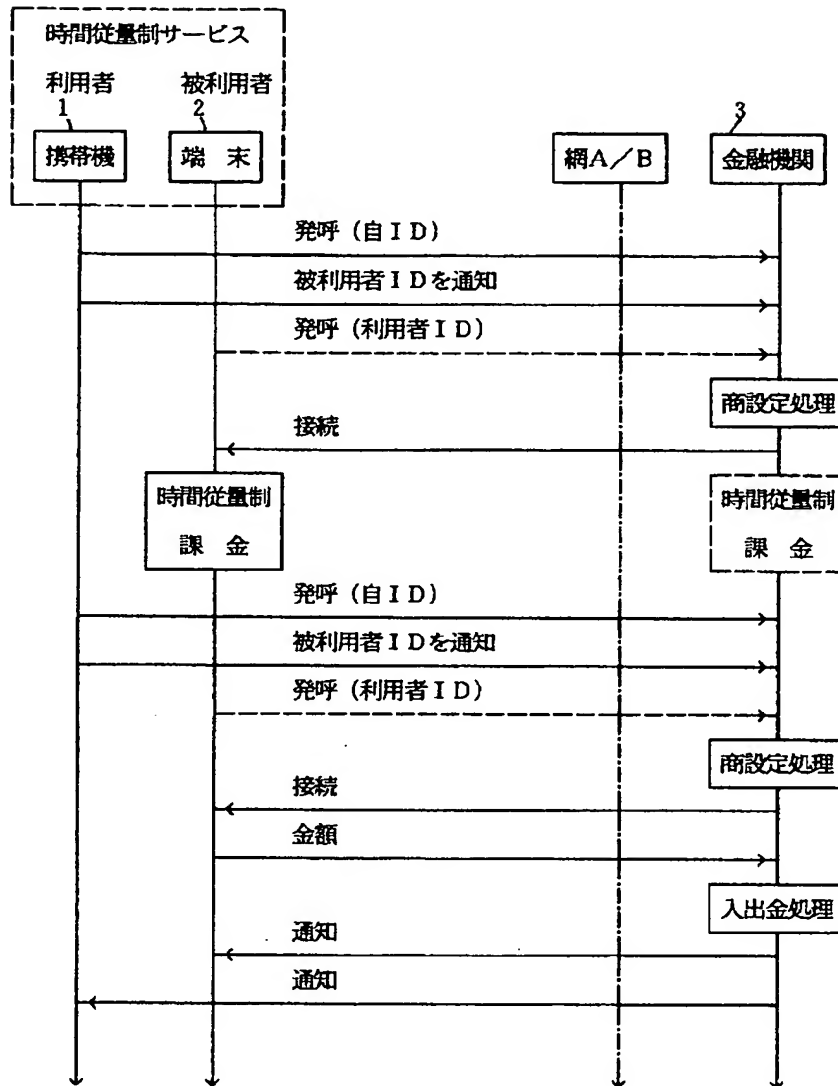 時間従量制サービス
利用者
被利用者
1
2
3
携帯機
端 末
網A/B
金融機関
発呼(自ID)
被利用者IDを通知
発呼(利用者ID)
商設定処理
接続
時間従量制
課 金
時間従量制
課 金
発呼(自ID)
被利用者IDを通知
発呼(利用者ID)
商設定処理
接続
金額
入出金処理
通知
通知